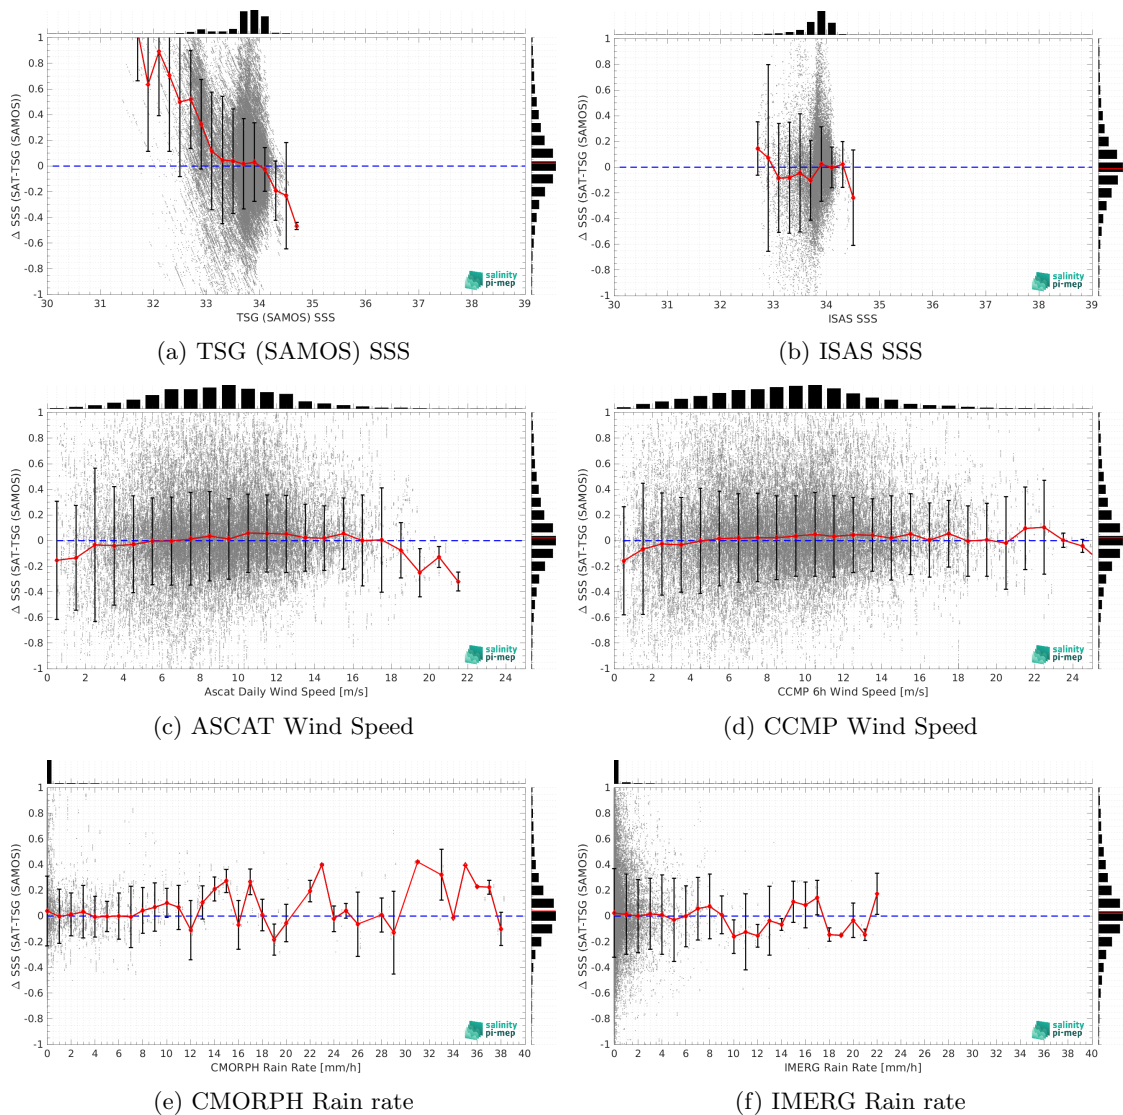 1
0.8
0.6
0.4
0.2
0
-0.2
-0.4
-0.6
-0.8
-1
Δ SSS (SAT-TSG (SAMOS))
30 31 32 33 34 35 36 37 38 39
TSG (SAMOS) SSS
salinity
pi-mep
(a) TSG (SAMOS) SSS
1
0.8
0.6
0.4
0.2
0
-0.2
-0.4
-0.6
-0.8
-1
Δ SSS (SAT-TSG (SAMOS))
30 31 32 33 34 35 36 37 38 39
ISAS SSS
salinity
pi-mep
(b) ISAS SSS
1
0.8
0.6
0.4
0.2
0
-0.2
-0.4
-0.6
-0.8
-1
Δ SSS (SAT-TSG (SAMOS))
0 2 4 6 8 10 12 14 16 18 20 22 24
Ascat Daily Wind Speed [m/s]
salinity
pi-mep
(c) ASCAT Wind Speed
1
0.8
0.6
0.4
0.2
0
-0.2
-0.4
-0.6
-0.8
-1
Δ SSS (SAT-TSG (SAMOS))
0 2 4 6 8 10 12 14 16 18 20 22 24
CCMP 6h Wind Speed [m/s]
salinity
pi-mep
(d) CCMP Wind Speed
1
0.8
0.6
0.4
0.2
0
-0.2
-0.4
-0.6
-0.8
-1
Δ SSS (SAT-TSG (SAMOS))
0 2 4 6 8 10 12 14 16 18 20 22 24 26 28 30 32 34 36 38 40
CMORPH Rain Rate [mm/h]
salinity
pi-mep
(e) CMORPH Rain rate
1
0.8
0.6
0.4
0.2
0
-0.2
-0.4
-0.6
-0.8
-1
Δ SSS (SAT-TSG (SAMOS))
0 2 4 6 8 10 12 14 16 18 20 22 24 26 28 30 32 34 36 38 40
IMERG Rain Rate [mm/h]
salinity
pi-mep
(f) IMERG Rain rate